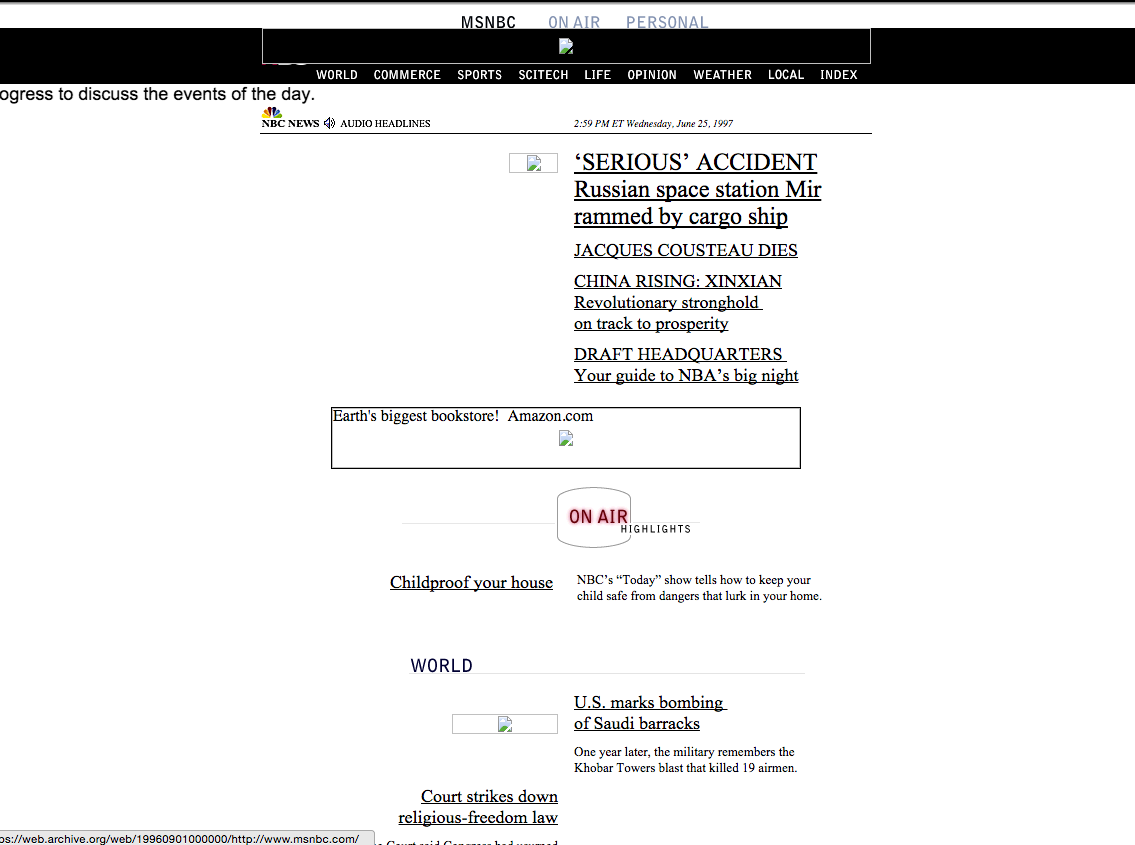 MSNBC ON AIR PERSONAL
WORLD COMMERCE SPORTS SCITECH LIFE OPINION WEATHER LOCAL INDEX
ogress to discuss the events of the day.
NBC NEWS AUDIO HEADLINES
2:59 PM ET Wednesday, June 25, 1997
‘SERIOUS’ ACCIDENT
Russian space station Mir
rammed by cargo ship
JACQUES COUSTEAU DIES
CHINA RISING: XINXIAN
Revolutionary stronghold
on track to prosperity
DRAFT HEADQUARTERS
Your guide to NBA’s big night
Earth's biggest bookstore! Amazon.com
ON AIR
HIGHLIGHTS
Childproof your house
NBC’s “Today” show tells how to keep your
child safe from dangers that lurk in your home.
WORLD
U.S. marks bombing
of Saudi barracks
One year later, the military remembers the
Khobar Towers blast that killed 19 airmen.
Court strikes down
religious-freedom law
ps://web.archive.org/web/19960901000000/http://www.msnbc.com/